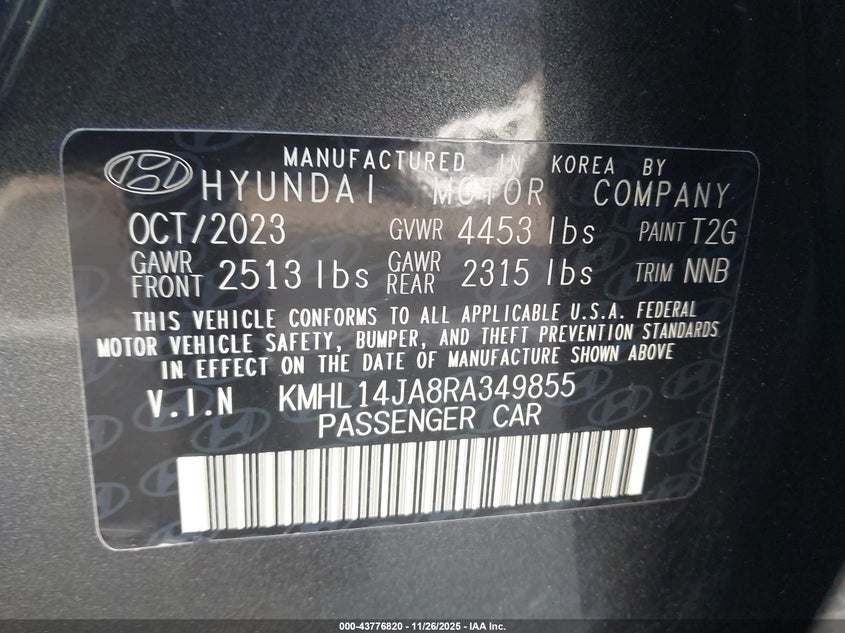 MANUFACTURED IN KOREA BY
HYUNDAI MOTOR COMPANY
OCT/2023 GVWR 4453 lbs PAINT T2G
GAWR FRONT 2513 lbs GAWR REAR 2315 lbs TRIM NNB
THIS VEHICLE CONFORMS TO ALL APPLICABLE U.S.A. FEDERAL
MOTOR VEHICLE SAFETY, BUMPER, AND THEFT PREVENTION STANDARDS
IN EFFECT ON THE DATE OF MANUFACTURE SHOWN ABOVE
V.I.N KMHL14JA8RA349855
PASSENGER CAR
000-43776820 - 11/26/2025 - IAA Inc.